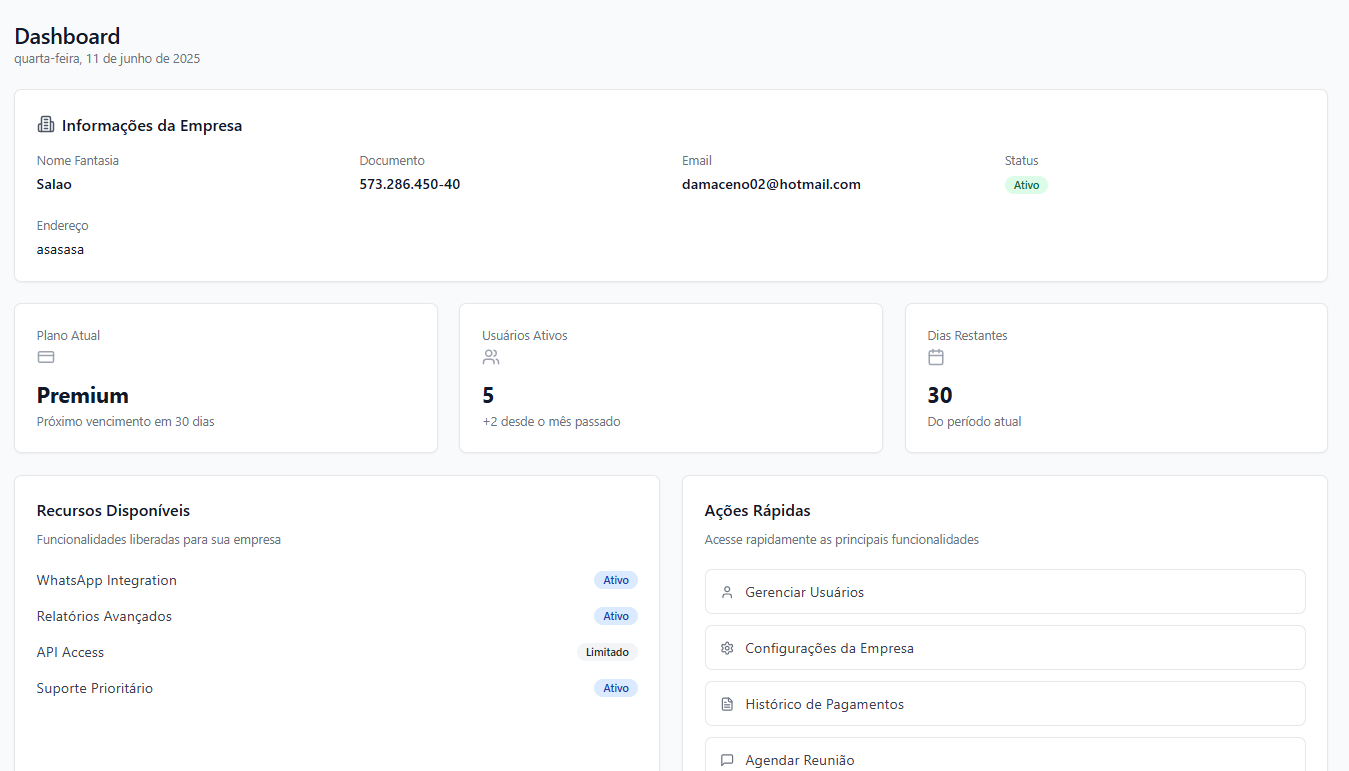 Dashboard
quarta-feira, 11 de junho de 2025
Informações da Empresa
Nome Fantasia
Salao
Documento
573.286.450-40
Email
damaceno02@hotmail.com
Status
Ativo
Endereço
asasasa
Plano Atual
Premium
Próximo vencimento em 30 dias
Usuários Ativos
5
+2 desde o mês passado
Dias Restantes
30
Do período atual
Recursos Disponíveis
Funcionalidades liberadas para sua empresa
WhatsApp Integration Ativo
Relatórios Avançados Ativo
API Access Limitado
Suporte Prioritário Ativo
Ações Rápidas
Acesse rapidamente as principais funcionalidades
Gerenciar Usuários
Configurações da Empresa
Histórico de Pagamentos
Agendar Reunião